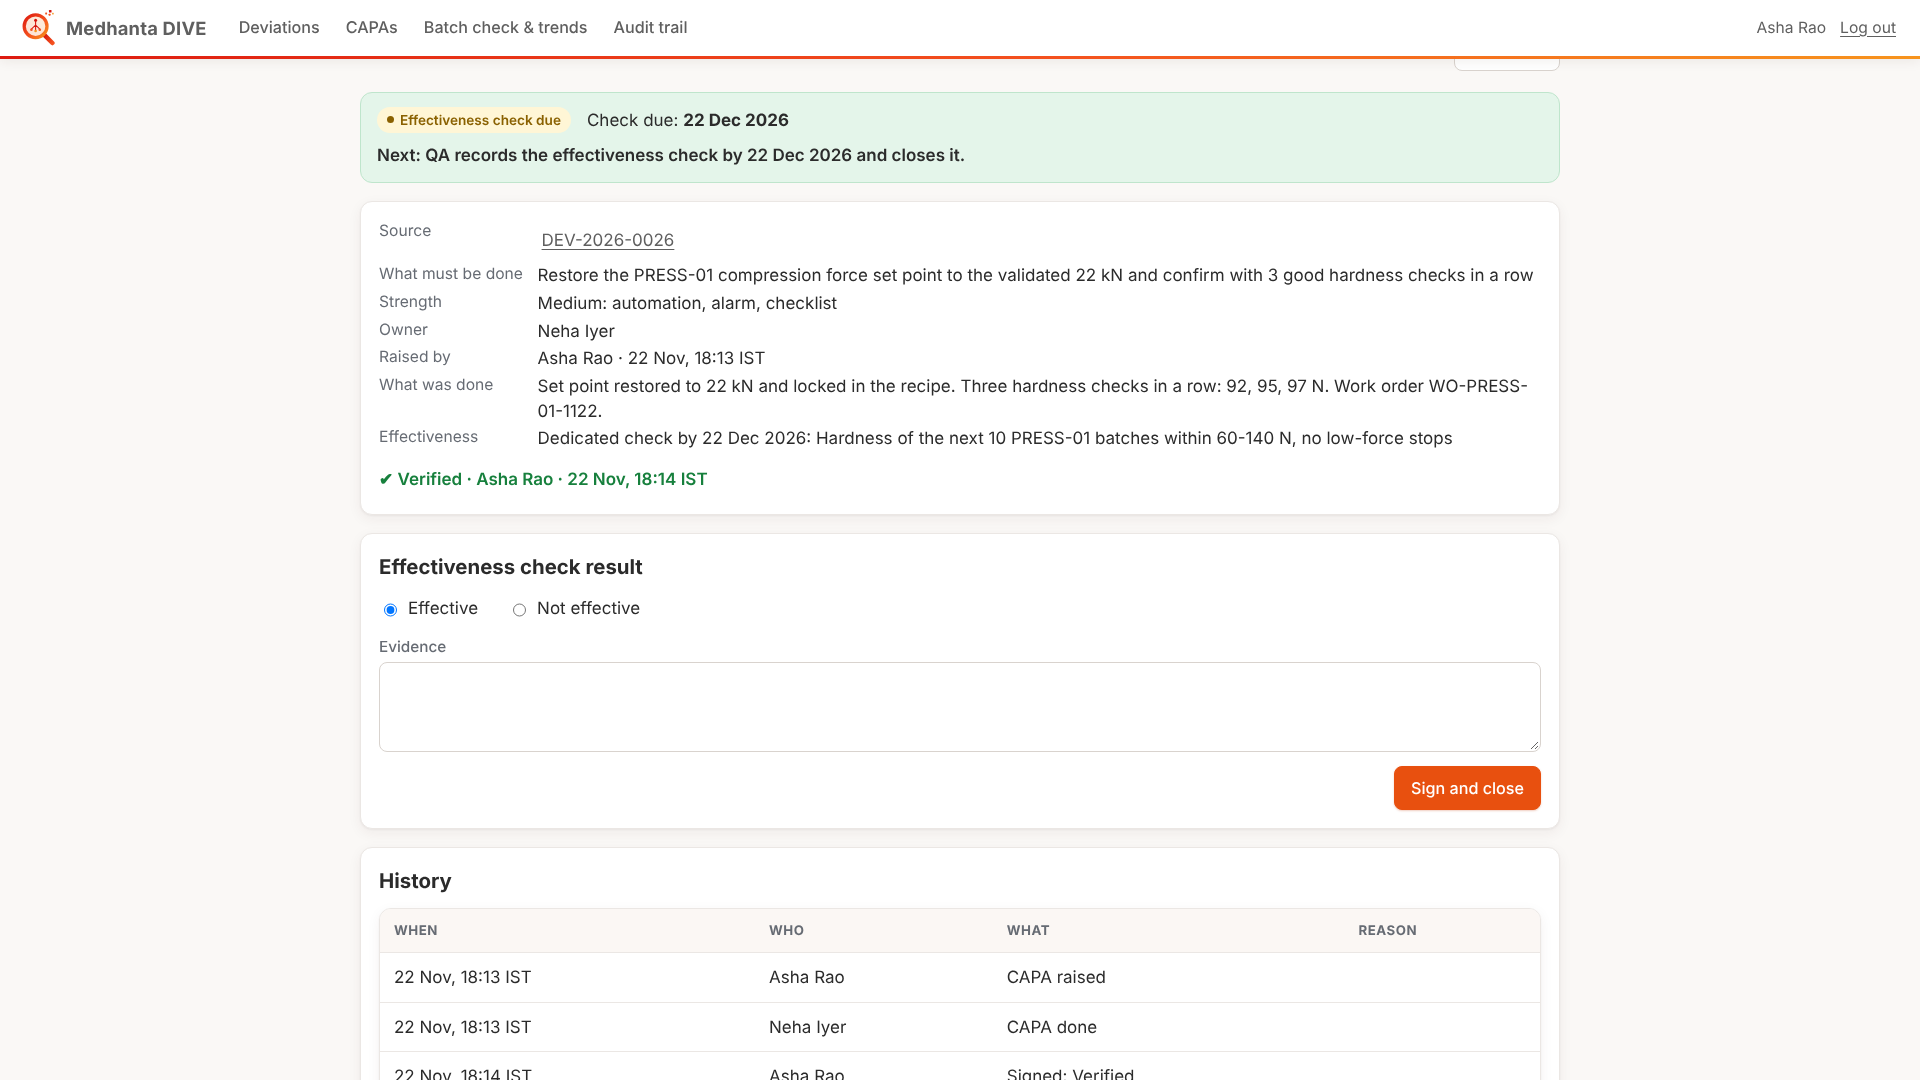 Medhanta DIVE
Deviations
CAPAs
Batch check & trends
Audit trail
Asha Rao
Log out
Effectiveness check due
Check due: 22 Dec 2026
Next: QA records the effectiveness check by 22 Dec 2026 and closes it.
Source
DEV-2026-0026
What must be done
Restore the PRESS-01 compression force set point to the validated 22 kN and confirm with 3 good hardness checks in a row
Strength
Medium: automation, alarm, checklist
Owner
Neha Iyer
Raised by
Asha Rao · 22 Nov, 18:13 IST
What was done
Set point restored to 22 kN and locked in the recipe. Three hardness checks in a row: 92, 95, 97 N. Work order WO-PRESS-
01-1122.
Effectiveness
Dedicated check by 22 Dec 2026: Hardness of the next 10 PRESS-01 batches within 60-140 N, no low-force stops
✔ Verified · Asha Rao · 22 Nov, 18:14 IST
Effectiveness check result
Effective
Not effective
Evidence
Sign and close
History
WHEN WHO WHAT REASON
22 Nov, 18:13 IST Asha Rao CAPA raised
22 Nov, 18:13 IST Neha Iyer CAPA done
22 Nov, 18:14 IST Asha Rao Signed: Verified